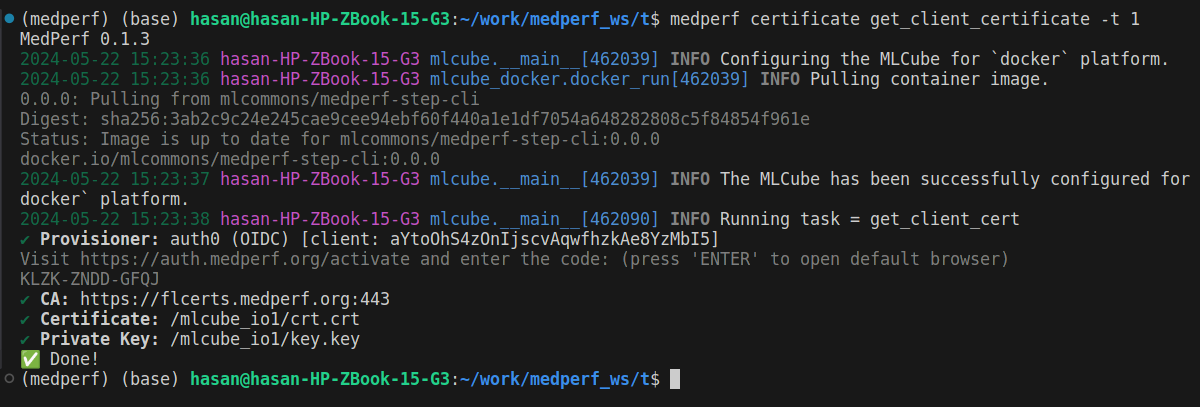 (medperf) (base) hasan@hasan-HP-ZBook-15-G3:~/work/medperf_ws/t$ medperf certificate get_client_certificate -t 1
MedPerf 0.1.3
2024-05-22 15:23:36 hasan-HP-ZBook-15-G3 mlcube.__main__[462039] INFO Configuring the MLCube for `docker` platform.
2024-05-22 15:23:36 hasan-HP-ZBook-15-G3 mlcube_docker.docker_run[462039] INFO Pulling container image.
0.0.0: Pulling from mlcommons/medperf-step-cli
Digest: sha256:3ab2c9c24e245cae9cee94ebf60f440a1e1df7054a648282808c5f84854f961e
Status: Image is up to date for mlcommons/medperf-step-cli:0.0.0
docker.io/mlcommons/medperf-step-cli:0.0.0
2024-05-22 15:23:37 hasan-HP-ZBook-15-G3 mlcube.__main__[462039] INFO The MLCube has been successfully configured for
docker` platform.
2024-05-22 15:23:38 hasan-HP-ZBook-15-G3 mlcube.__main__[462090] INFO Running task = get_client_cert
✔ Provisioner: auth0 (OIDC) [client: aYtoOhS4zOnIjscvAqwfhzkAe8YzMbI5]
Visit https://auth.medperf.org/activate and enter the code: (press 'ENTER' to open default browser)
KLZK-ZNDD-GFQJ
✔ CA: https://flcerts.medperf.org:443
✔ Certificate: /mlcube_io1/crt.crt
✔ Private Key: /mlcube_io1/key.key
✅ Done!
(medperf) (base) hasan@hasan-HP-ZBook-15-G3:~/work/medperf_ws/t$